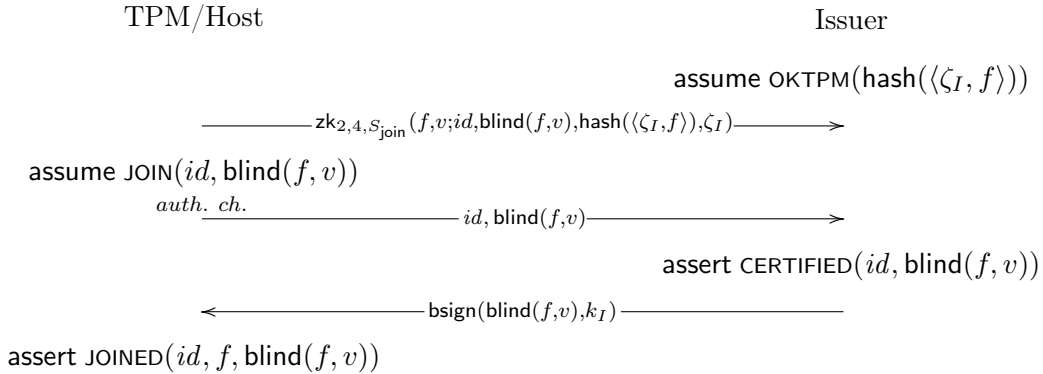 TPM/Host Issuer
assume OKTPM(hash(⟨ζ_I, f⟩))
zk_{2,4,S_join}(f,v;id,blind(f,v),hash(⟨ζ_I,f⟩),ζ_I)
assume JOIN(id, blind(f, v))
auth. ch.
id, blind(f,v)
assert CERTIFIED(id, blind(f, v))
bsign(blind(f,v),k_I)
assert JOINED(id, f, blind(f, v))